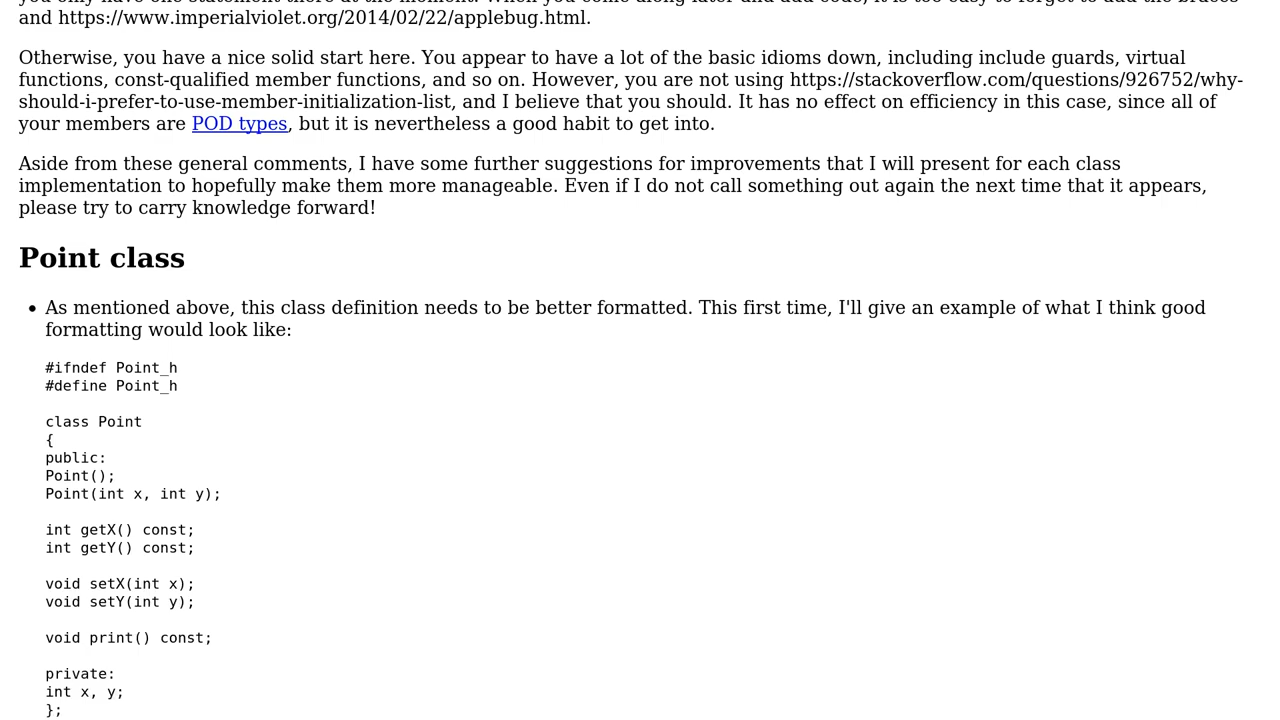 and https://www.imperialviolet.org/2014/02/22/applebug.html.
Otherwise, you have a nice solid start here. You appear to have a lot of the basic idioms down, including include guards, virtual
functions, const-qualified member functions, and so on. However, you are not using https://stackoverflow.com/questions/926752/why-
should-i-prefer-to-use-member-initialization-list, and I believe that you should. It has no effect on efficiency in this case, since all of
your members are POD types, but it is nevertheless a good habit to get into.
Aside from these general comments, I have some further suggestions for improvements that I will present for each class
implementation to hopefully make them more manageable. Even if I do not call something out again the next time that it appears,
please try to carry knowledge forward!
Point class
• As mentioned above, this class definition needs to be better formatted. This first time, I'll give an example of what I think good
formatting would look like:
#ifndef Point_h
#define Point_h
class Point
{
public:
Point();
Point(int x, int y);
int getX() const;
int getY() const;
void setX(int x);
void setY(int y);
void print() const;
private:
int x, y;
};